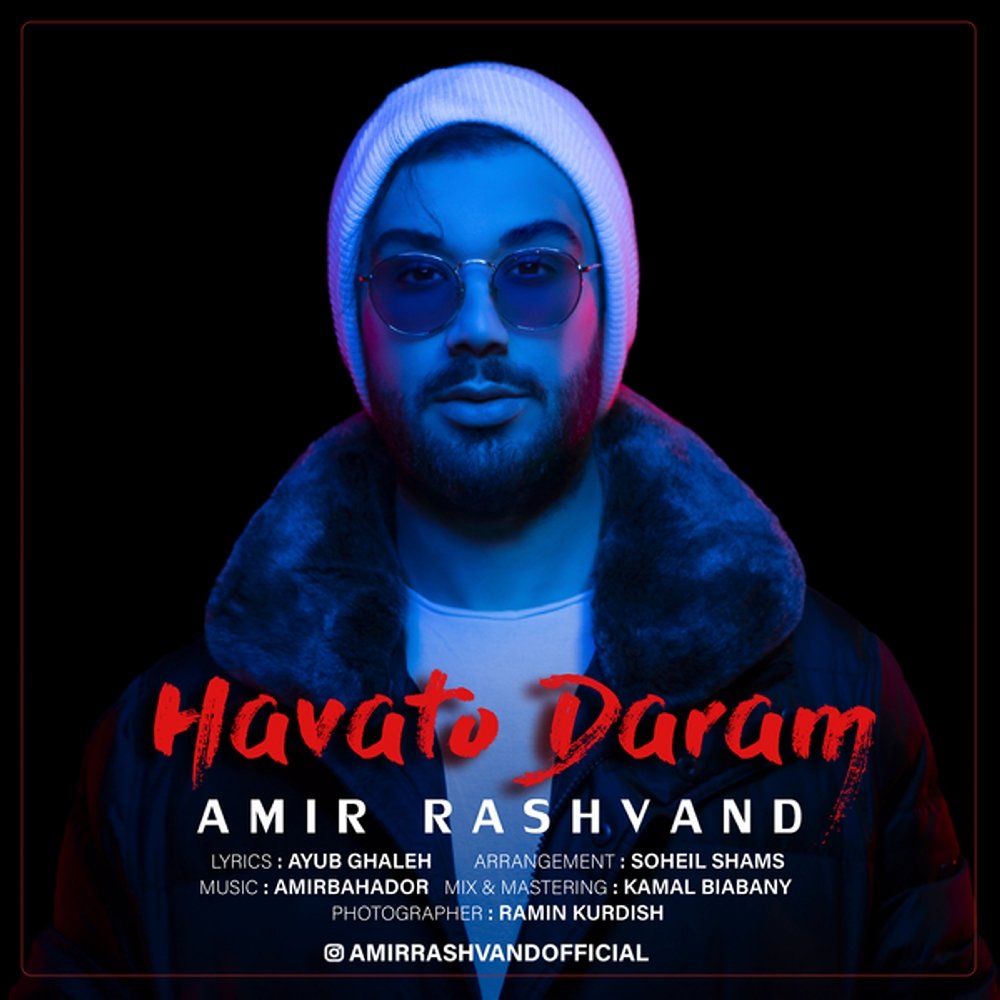 Havato Daram
AMIR RASHVAND
LYRICS : AYUB GHALEH ARRANGEMENT : SOHEIL SHAMS
MUSIC : AMIRBAHADOR MIX & MASTERING : KAMAL BIABANY
PHOTOGRAPHER : RAMIN KURDISH
AMIRRASHVANDOFFICIAL